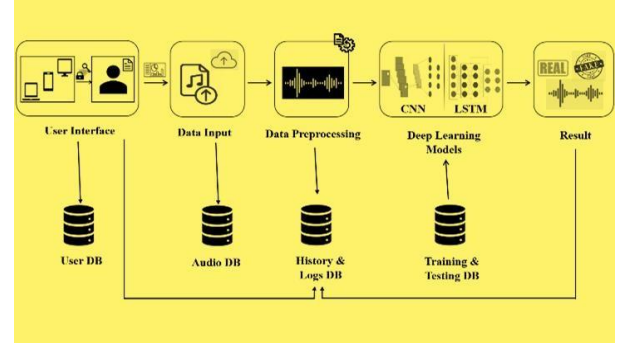 CNN
LSTM
REAL
FAKE
User Interface
Data Input
Data Preprocessing
Deep Learning
Models
Result
User DB
Audio DB
History &
Logs DB
Training &
Testing DB